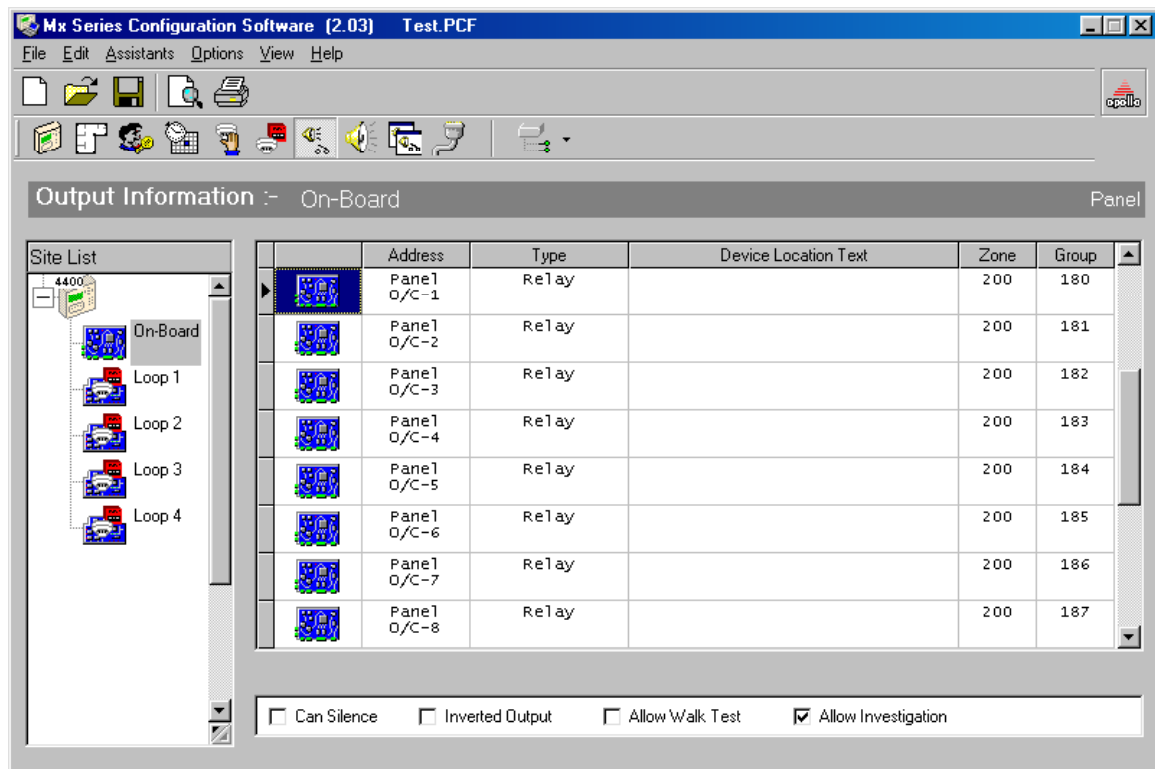 Mx Series Configuration Software (2.03) Test.PCF
File Edit Assistants Options View Help
apollo
Output Information :- On-Board Panel
Site List
4400
On-Board
Loop 1
Loop 2
Loop 3
Loop 4
Address Type Device Location Text Zone Group
Panel O/C-1 Relay 200 180
Panel O/C-2 Relay 200 181
Panel O/C-3 Relay 200 182
Panel O/C-4 Relay 200 183
Panel O/C-5 Relay 200 184
Panel O/C-6 Relay 200 185
Panel O/C-7 Relay 200 186
Panel O/C-8 Relay 200 187
Can Silence Inverted Output Allow Walk Test Allow Investigation